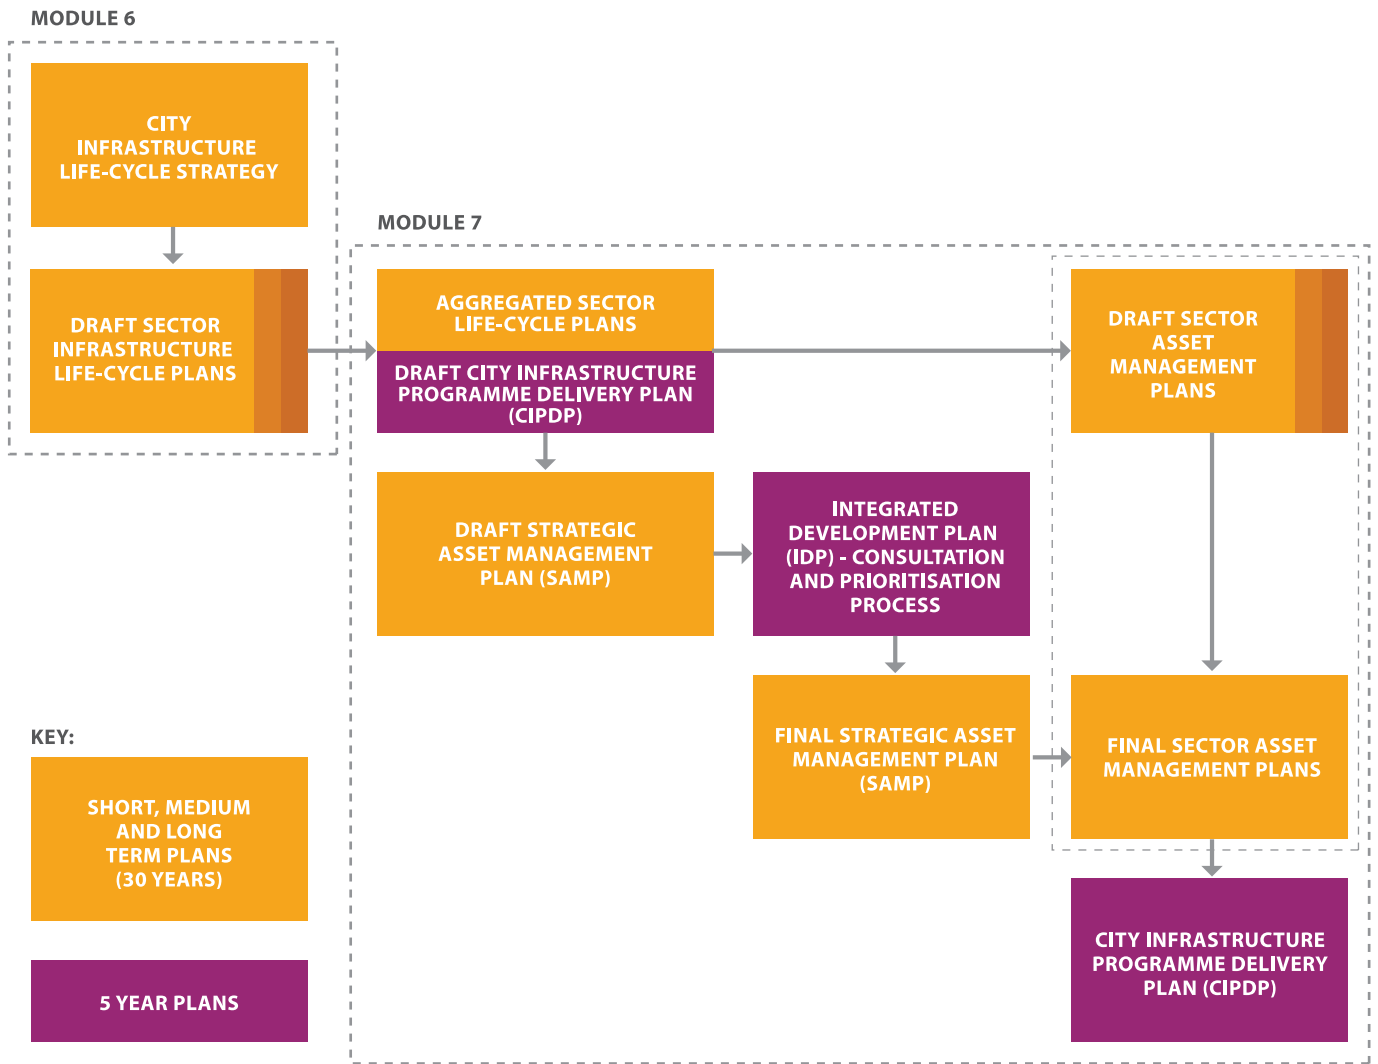 MODULE 6
CITY
INFRASTRUCTURE
LIFE-CYCLE STRATEGY
DRAFT SECTOR
INFRASTRUCTURE
LIFE-CYCLE PLANS
MODULE 7
AGGREGATED SECTOR
LIFE-CYCLE PLANS
DRAFT CITY INFRASTRUCTURE
PROGRAMME DELIVERY PLAN
(CIPDP)
DRAFT SECTOR
ASSET
MANAGEMENT
PLANS
DRAFT STRATEGIC
ASSET MANAGEMENT
PLAN (SAMP)
INTEGRATED
DEVELOPMENT PLAN
(IDP) - CONSULTATION
AND PRIORITISATION
PROCESS
FINAL STRATEGIC ASSET
MANAGEMENT PLAN
(SAMP)
FINAL SECTOR ASSET
MANAGEMENT PLANS
CITY INFRASTRUCTURE
PROGRAMME DELIVERY
PLAN (CIPDP)
KEY:
SHORT, MEDIUM
AND LONG
TERM PLANS
(30 YEARS)
5 YEAR PLANS